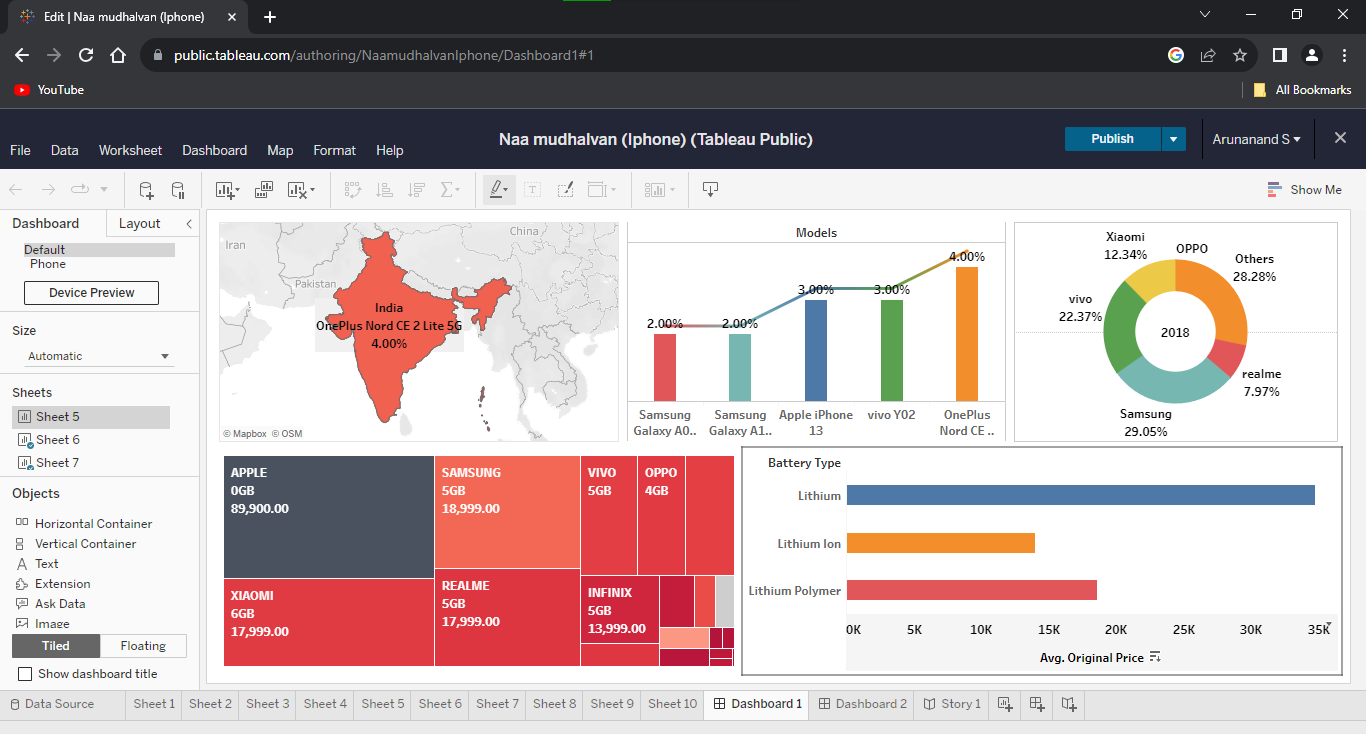 Edit | Naa mudhalvan (Iphone)
public.tableau.com/authoring/NaamudhalvanIphone/Dashboard1#1
YouTube
All Bookmarks
Naa mudhalvan (Iphone) (Tableau Public)
Publish
Arunanand S
File Data Worksheet Dashboard Map Format Help
Show Me
Dashboard
Layout
Default
Phone
Device Preview
Size
Automatic
Sheets
Sheet 5
Sheet 6
Sheet 7
Objects
Horizontal Container
Vertical Container
Text
Extension
Ask Data
Image
Tiled
Floating
Show dashboard title
Iran
China
Pakistan
India
OnePlus Nord CE 2 Lite 5G
4.00%
© Mapbox © OSM
Models
2.00%
2.00%
3.00%
3.00%
4.00%
Samsung
Galaxy A0..
Samsung
Galaxy A1..
Apple iPhone
13
vivo Y02
OnePlus
Nord CE ..
Xiaomi
12.34%
OPPO
Others
28.28%
vivo
22.37%
2018
realme
7.97%
Samsung
29.05%
APPLE
0GB
89,900.00
SAMSUNG
5GB
18,999.00
VIVO
5GB
OPPO
4GB
XIAOMI
6GB
17,999.00
REALME
5GB
17,999.00
INFINIX
5GB
13,999.00
Battery Type
Lithium
Lithium Ion
Lithium Polymer
0K 5K 10K 15K 20K 25K 30K 35K
Avg. Original Price
Data Source Sheet 1 Sheet 2 Sheet 3 Sheet 4 Sheet 5 Sheet 6 Sheet 7 Sheet 8 Sheet 9 Sheet 10 Dashboard 1 Dashboard 2 Story 1